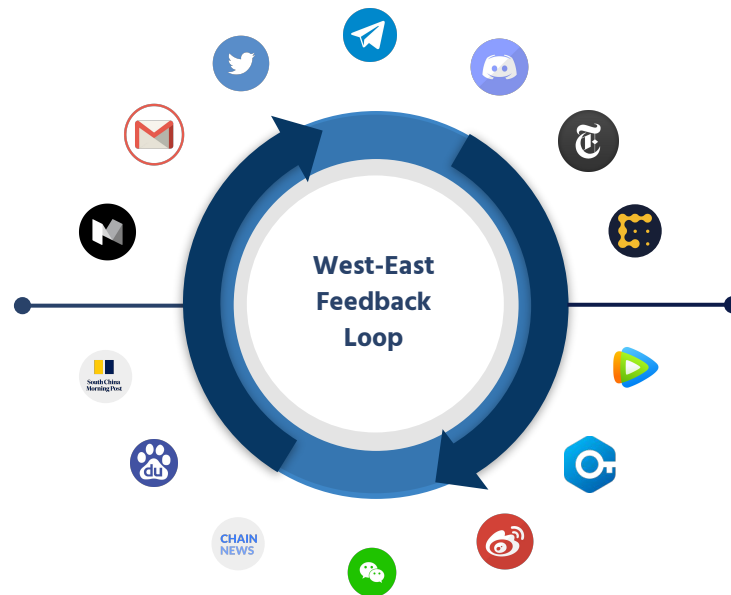 West-East
Feedback
Loop
South China
Morning Post
du
CHAIN
NEWS